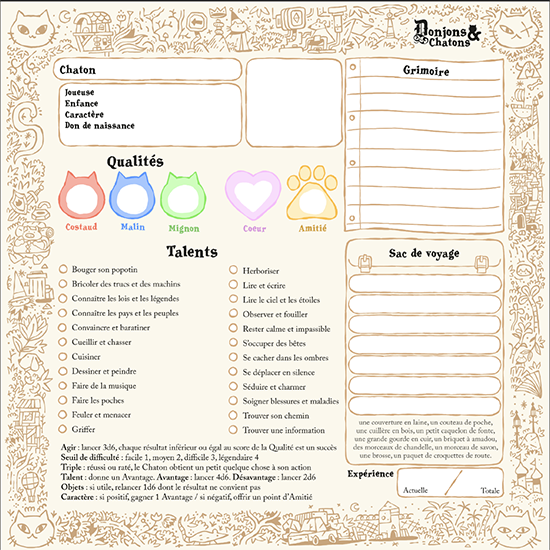 Donjons &
Chatons
Chaton
Joueuse
Enfance
Caractère
Don de naissance
Grimoire
Qualités
Costaud
Malin
Mignon
Coeur
Amitié
Talents
Bouger son popotin
Bricoler des trucs et des machins
Connaître les lois et les légendes
Connaître les pays et les peuples
Convaincre et baratiner
Cueillir et chasser
Cuisiner
Dessiner et peindre
Faire de la musique
Faire les poches
Feuler et menacer
Griffer
Herboriser
Lire et écrire
Lire le ciel et les étoiles
Observer et fouiller
Rester calme et impassible
S'occuper des bêtes
Se cacher dans les ombres
Se déplacer en silence
Séduire et charmer
Soigner blessures et maladies
Trouver son chemin
Trouver une information
Sac de voyage
une couverture en laine, un couteau de poche,
une cuillère en bois, un petit caquelon de fonte,
une grande gourde en cuir, un briquet à amadou,
des morceaux de chandelle, un morceau de savon,
une brosse, un paquet de croquettes de route.
Agir : lancer 3d6, chaque résultat inférieur ou égal au score de la Qualité est un succès
Seuil de difficulté : facile 1, moyen 2, difficile 3, légendaire 4
Triple : réussi ou raté, le Chaton obtient un petit quelque chose à son action
Talent : donne un Avantage. Avantage : lancer 4d6. Désavantage : lancer 2d6
Objets : si utile, relancer 1d6 dont le résultat ne convient pas
Caractère : si positif, gagner 1 Avantage / si négatif, offrir un point d'Amitié
Expérience
Actuelle
Totale